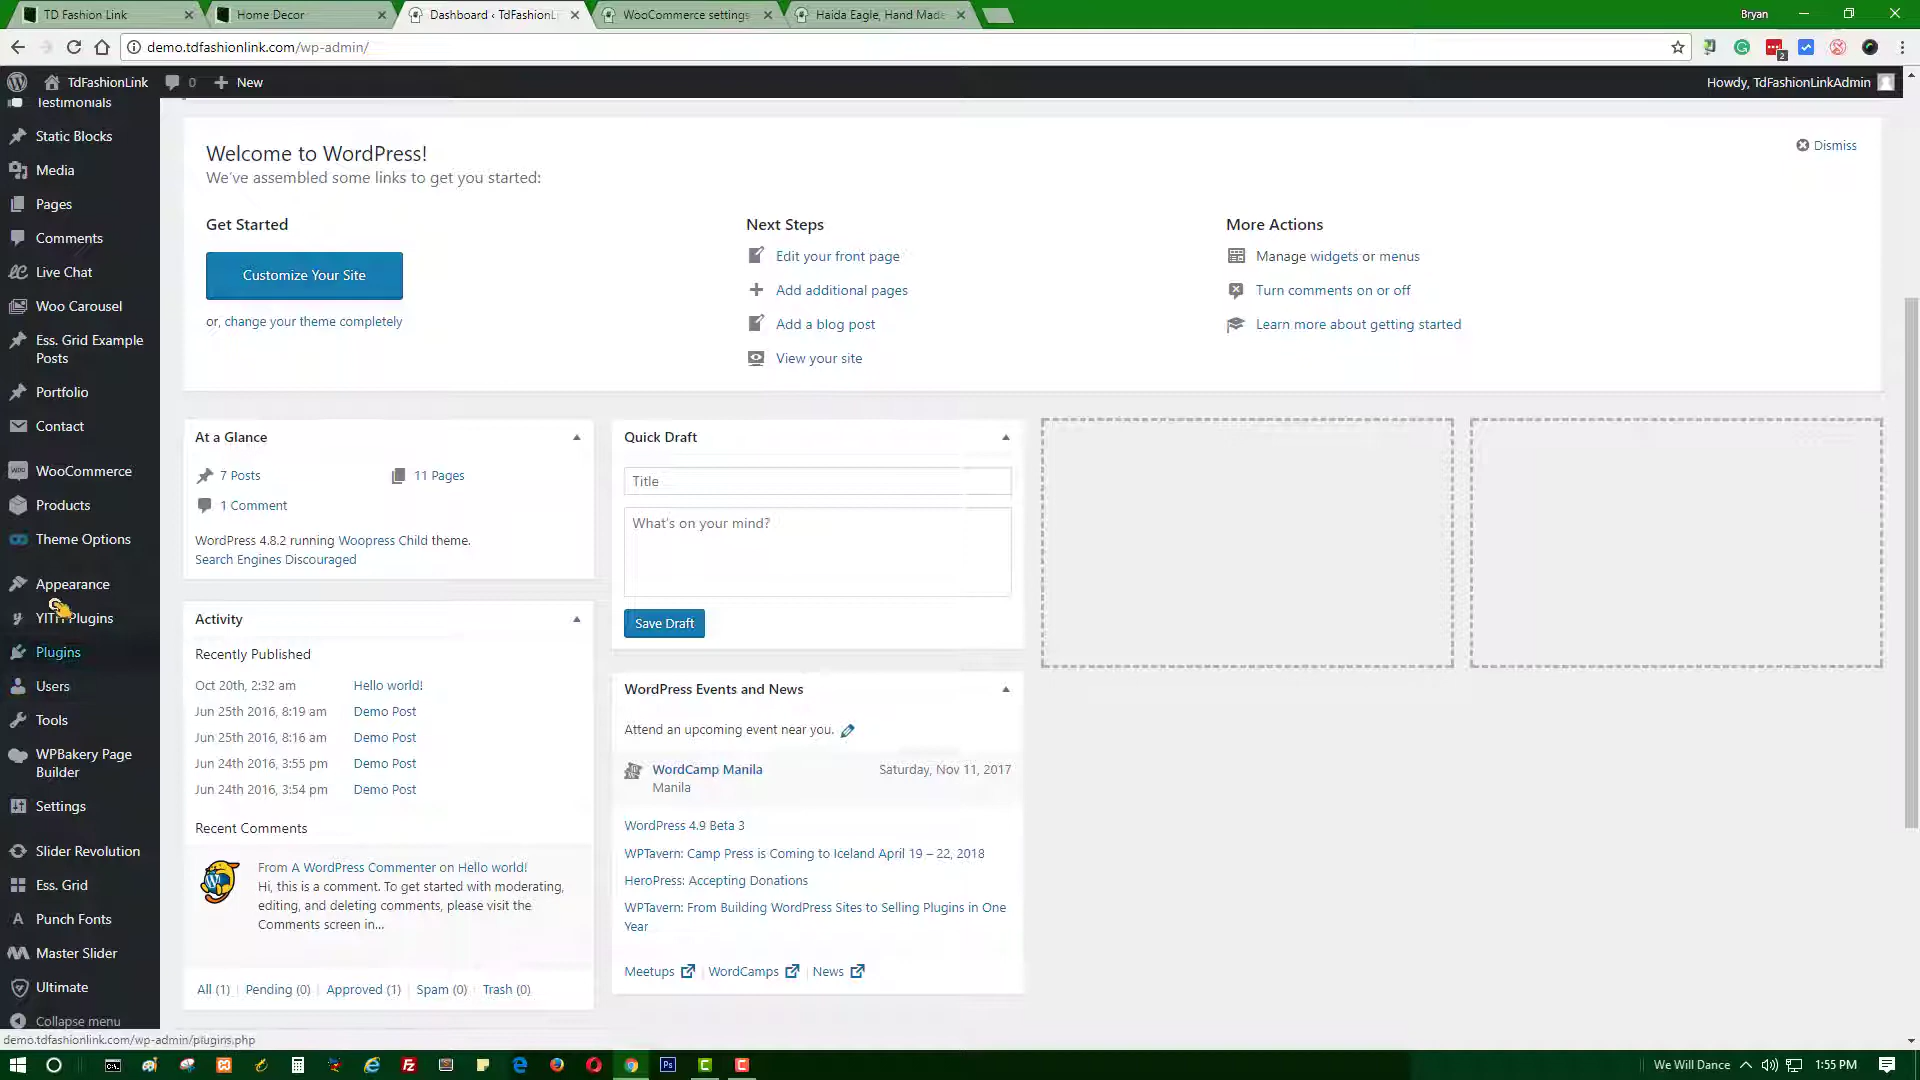 TD Fashion Link
Home Decor
Dashboard ‹ TdFashionLi
WooCommerce settings
Haida Eagle, Hand Made
Bryan
demo.tdfashionlink.com/wp-admin/
2
TdFashionLink
0
New
Howdy, TdFashionLinkAdmin
Testimonials
Static Blocks
Media
Pages
Comments
Live Chat
Woo Carousel
Ess. Grid Example
Posts
Portfolio
Contact
WooCommerce
Products
Theme Options
Appearance
YITH Plugins
Plugins
Users
Tools
WPBakery Page
Builder
Settings
Slider Revolution
Ess. Grid
Punch Fonts
Master Slider
Ultimate
Collapse menu
Welcome to WordPress!
We've assembled some links to get you started:
Dismiss
Get Started
Customize Your Site
or, change your theme completely
Next Steps
Edit your front page
Add additional pages
Add a blog post
View your site
More Actions
Manage widgets or menus
Turn comments on or off
Learn more about getting started
At a Glance
7 Posts
11 Pages
1 Comment
WordPress 4.8.2 running Woopress Child theme.
Search Engines Discouraged
Activity
Recently Published
Oct 20th, 2:32 am Hello world!
Jun 25th 2016, 8:19 am Demo Post
Jun 25th 2016, 8:16 am Demo Post
Jun 24th 2016, 3:55 pm Demo Post
Jun 24th 2016, 3:54 pm Demo Post
Recent Comments
From A WordPress Commenter on Hello world!
Hi, this is a comment. To get started with moderating,
editing, and deleting comments, please visit the
Comments screen in...
All (1) | Pending (0) | Approved (1) | Spam (0) | Trash (0)
Quick Draft
Title
What's on your mind?
Save Draft
WordPress Events and News
Attend an upcoming event near you.
WordCamp Manila
Saturday, Nov 11, 2017
Manila
WordPress 4.9 Beta 3
WPTavern: Camp Press is Coming to Iceland April 19 – 22, 2018
HeroPress: Accepting Donations
WPTavern: From Building WordPress Sites to Selling Plugins in One
Year
Meetups | WordCamps | News
demo.tdfashionlink.com/wp-admin/plugins.php
We Will Dance
1:55 PM